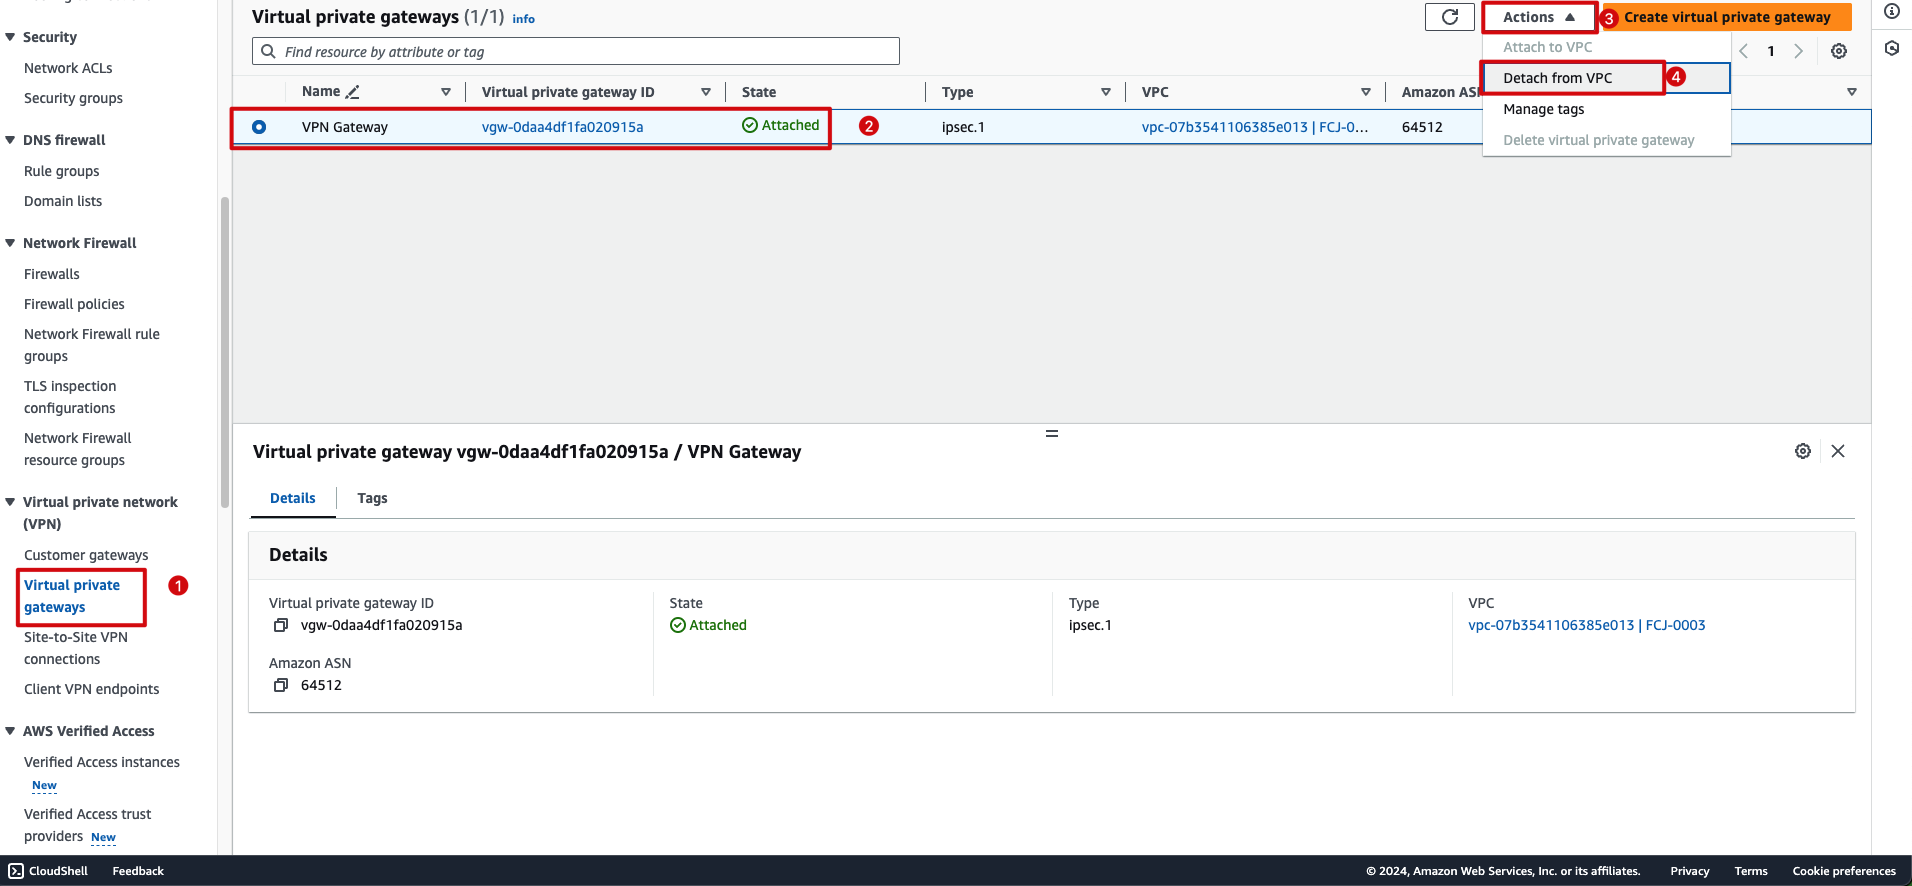 Security
Network ACLs
Security groups
DNS firewall
Rule groups
Domain lists
Network Firewall
Firewalls
Firewall policies
Network Firewall rule
groups
TLS inspection
configurations
Network Firewall
resource groups
Virtual private network
(VPN)
Customer gateways
Virtual private
gateways
1
Site-to-Site VPN
connections
Client VPN endpoints
AWS Verified Access
Verified Access instances
New
Verified Access trust
providers New
Virtual private gateways (1/1) info
Actions 3 Create virtual private gateway
Find resource by attribute or tag
1
Attach to VPC
Detach from VPC 4
Manage tags
Delete virtual private gateway
Name Virtual private gateway ID State Type VPC Amazon ASN
VPN Gateway vgw-0daa4df1fa020915a Attached 2 ipsec.1 vpc-07b3541106385e013 | FCJ-0... 64512
Virtual private gateway vgw-0daa4df1fa020915a / VPN Gateway
Details Tags
Details
Virtual private gateway ID
vgw-0daa4df1fa020915a
State
Attached
Type
ipsec.1
VPC
vpc-07b3541106385e013 | FCJ-0003
Amazon ASN
64512
CloudShell Feedback © 2024, Amazon Web Services, Inc. or its affiliates. Privacy Terms Cookie preferences